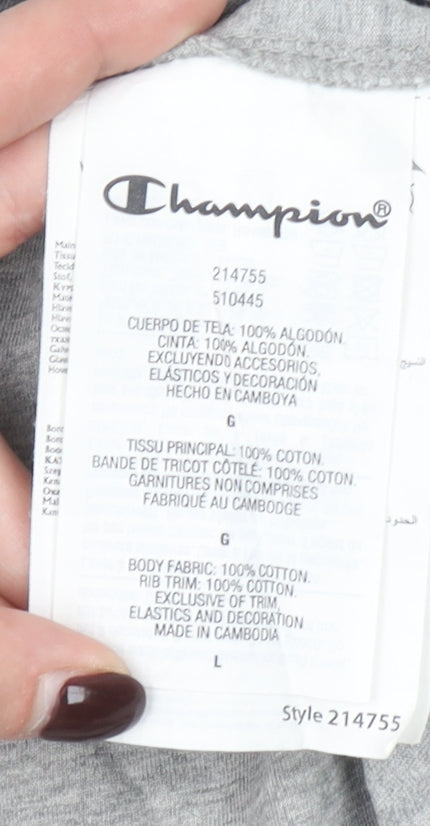 Champion®
214755
510445
CUERPO DE TELA: 100% ALGODÓN.
CINTA: 100% ALGODÓN.
EXCLUYENDO ACCESORIOS,
ELÁSTICOS Y DECORACIÓN
HECHO EN CAMBOYA
G
TISSU PRINCIPAL: 100% COTON.
BANDE DE TRICOT CÔTELÉ: 100% COTON.
GARNITURES NON COMPRISES
FABRIQUÉ AU CAMBODGE
G
BODY FABRIC: 100% COTTON.
RIB TRIM: 100% COTTON.
EXCLUSIVE OF TRIM,
ELASTICS AND DECORATION
MADE IN CAMBODIA
L
Style 214755